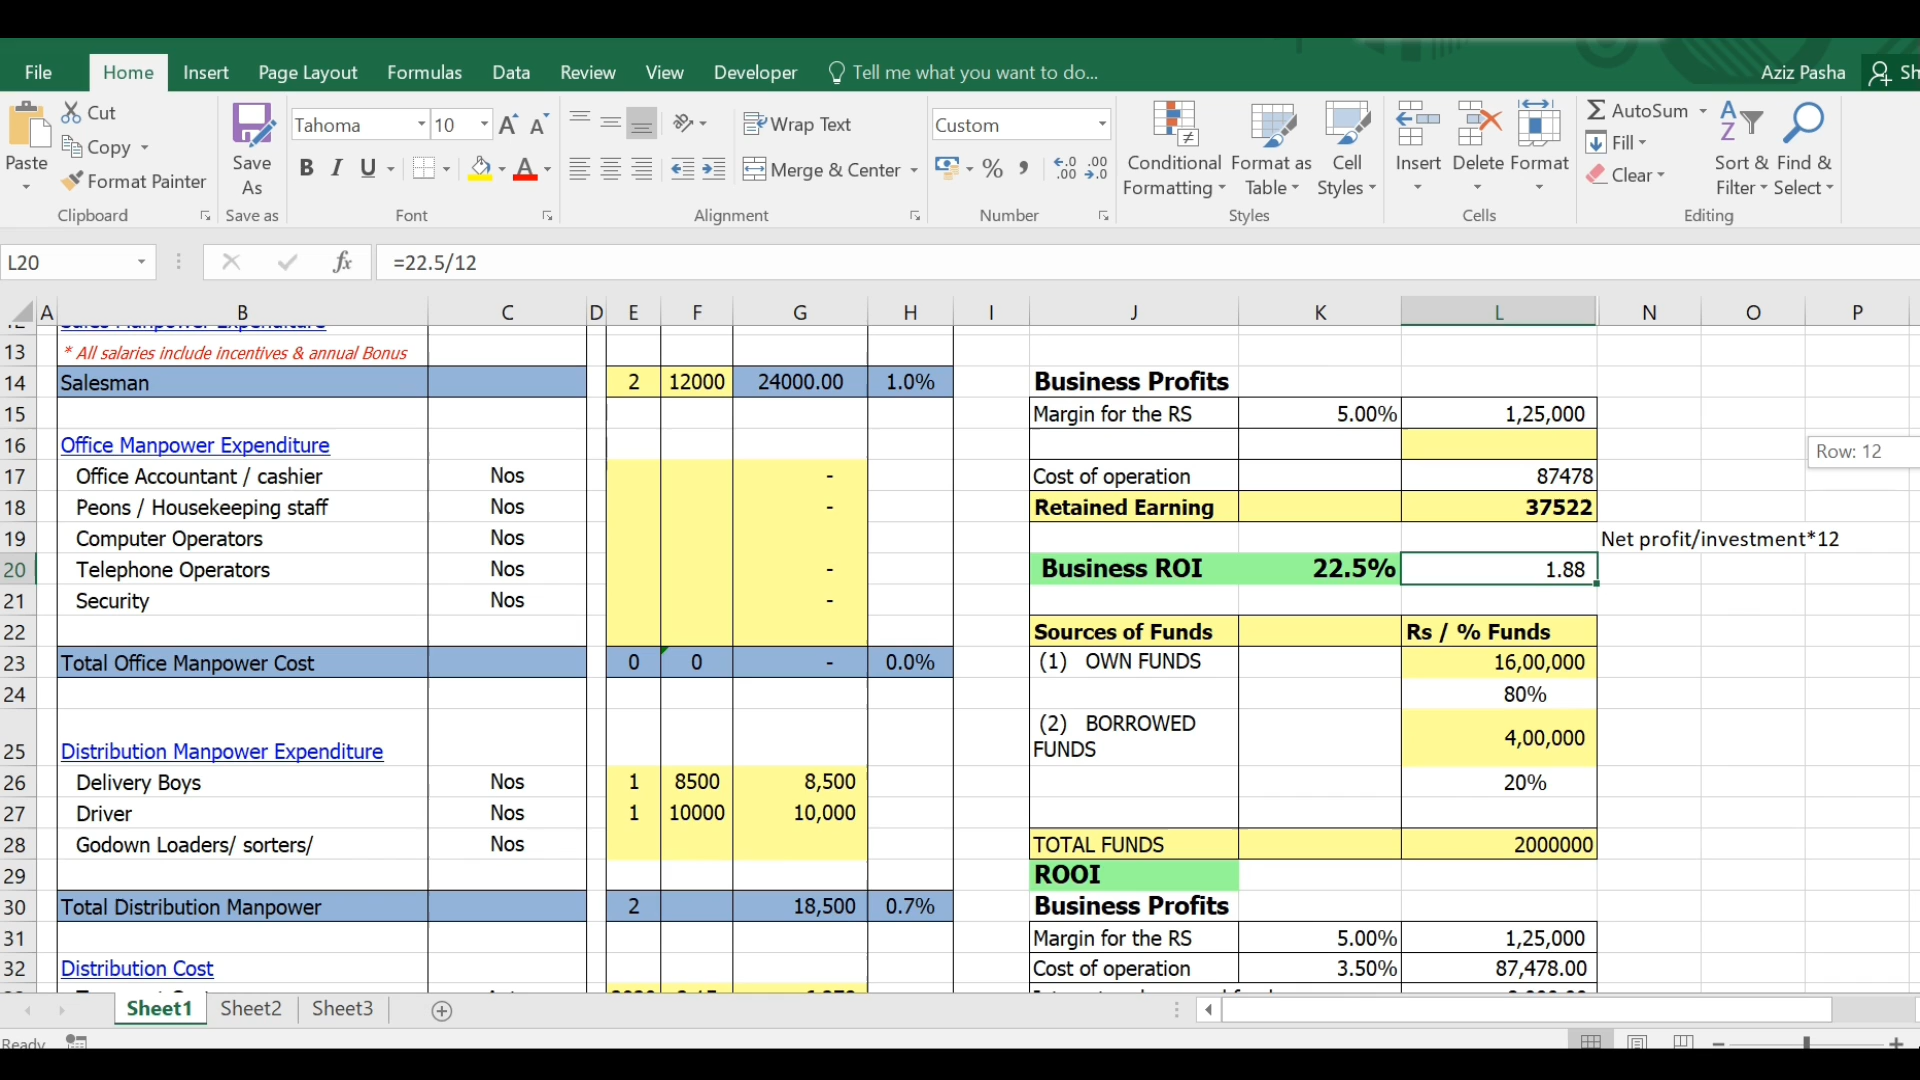 File Home Insert Page Layout Formulas Data Review View Developer Tell me what you want to do... Aziz Pasha
Cut
Copy
Format Painter
Paste
Clipboard
Save As
Save as
Tahoma 10
B I U
Font
Wrap Text
Merge & Center
Alignment
Custom
Number
Conditional Formatting
Format as Table
Cell Styles
Styles
Insert Delete Format
Cells
AutoSum
Fill
Clear
Sort & Filter
Find & Select
Editing
L20 fx =22.5/12
A B C D E F G H I J K L N O P
13 * All salaries include incentives & annual Bonus
14 Salesman 2 12000 24000.00 1.0% Business Profits
15 Margin for the RS 5.00% 1,25,000
16 Office Manpower Expenditure
Row: 12
17 Office Accountant / cashier Nos - Cost of operation 87478
18 Peons / Housekeeping staff Nos - Retained Earning 37522
19 Computer Operators Nos Net profit/investment*12
20 Telephone Operators Nos - Business ROI 22.5% 1.88
21 Security Nos -
22 Sources of Funds Rs / % Funds
23 Total Office Manpower Cost 0 0 - 0.0% (1) OWN FUNDS 16,00,000
24 80%
25 Distribution Manpower Expenditure (2) BORROWED FUNDS 4,00,000
26 Delivery Boys Nos 1 8500 8,500 20%
27 Driver Nos 1 10000 10,000
28 Godown Loaders/ sorters/ Nos TOTAL FUNDS 2000000
29 ROOI
30 Total Distribution Manpower 2 18,500 0.7% Business Profits
31 Margin for the RS 5.00% 1,25,000
32 Distribution Cost Cost of operation 3.50% 87,478.00
Sheet1 Sheet2 Sheet3
Ready